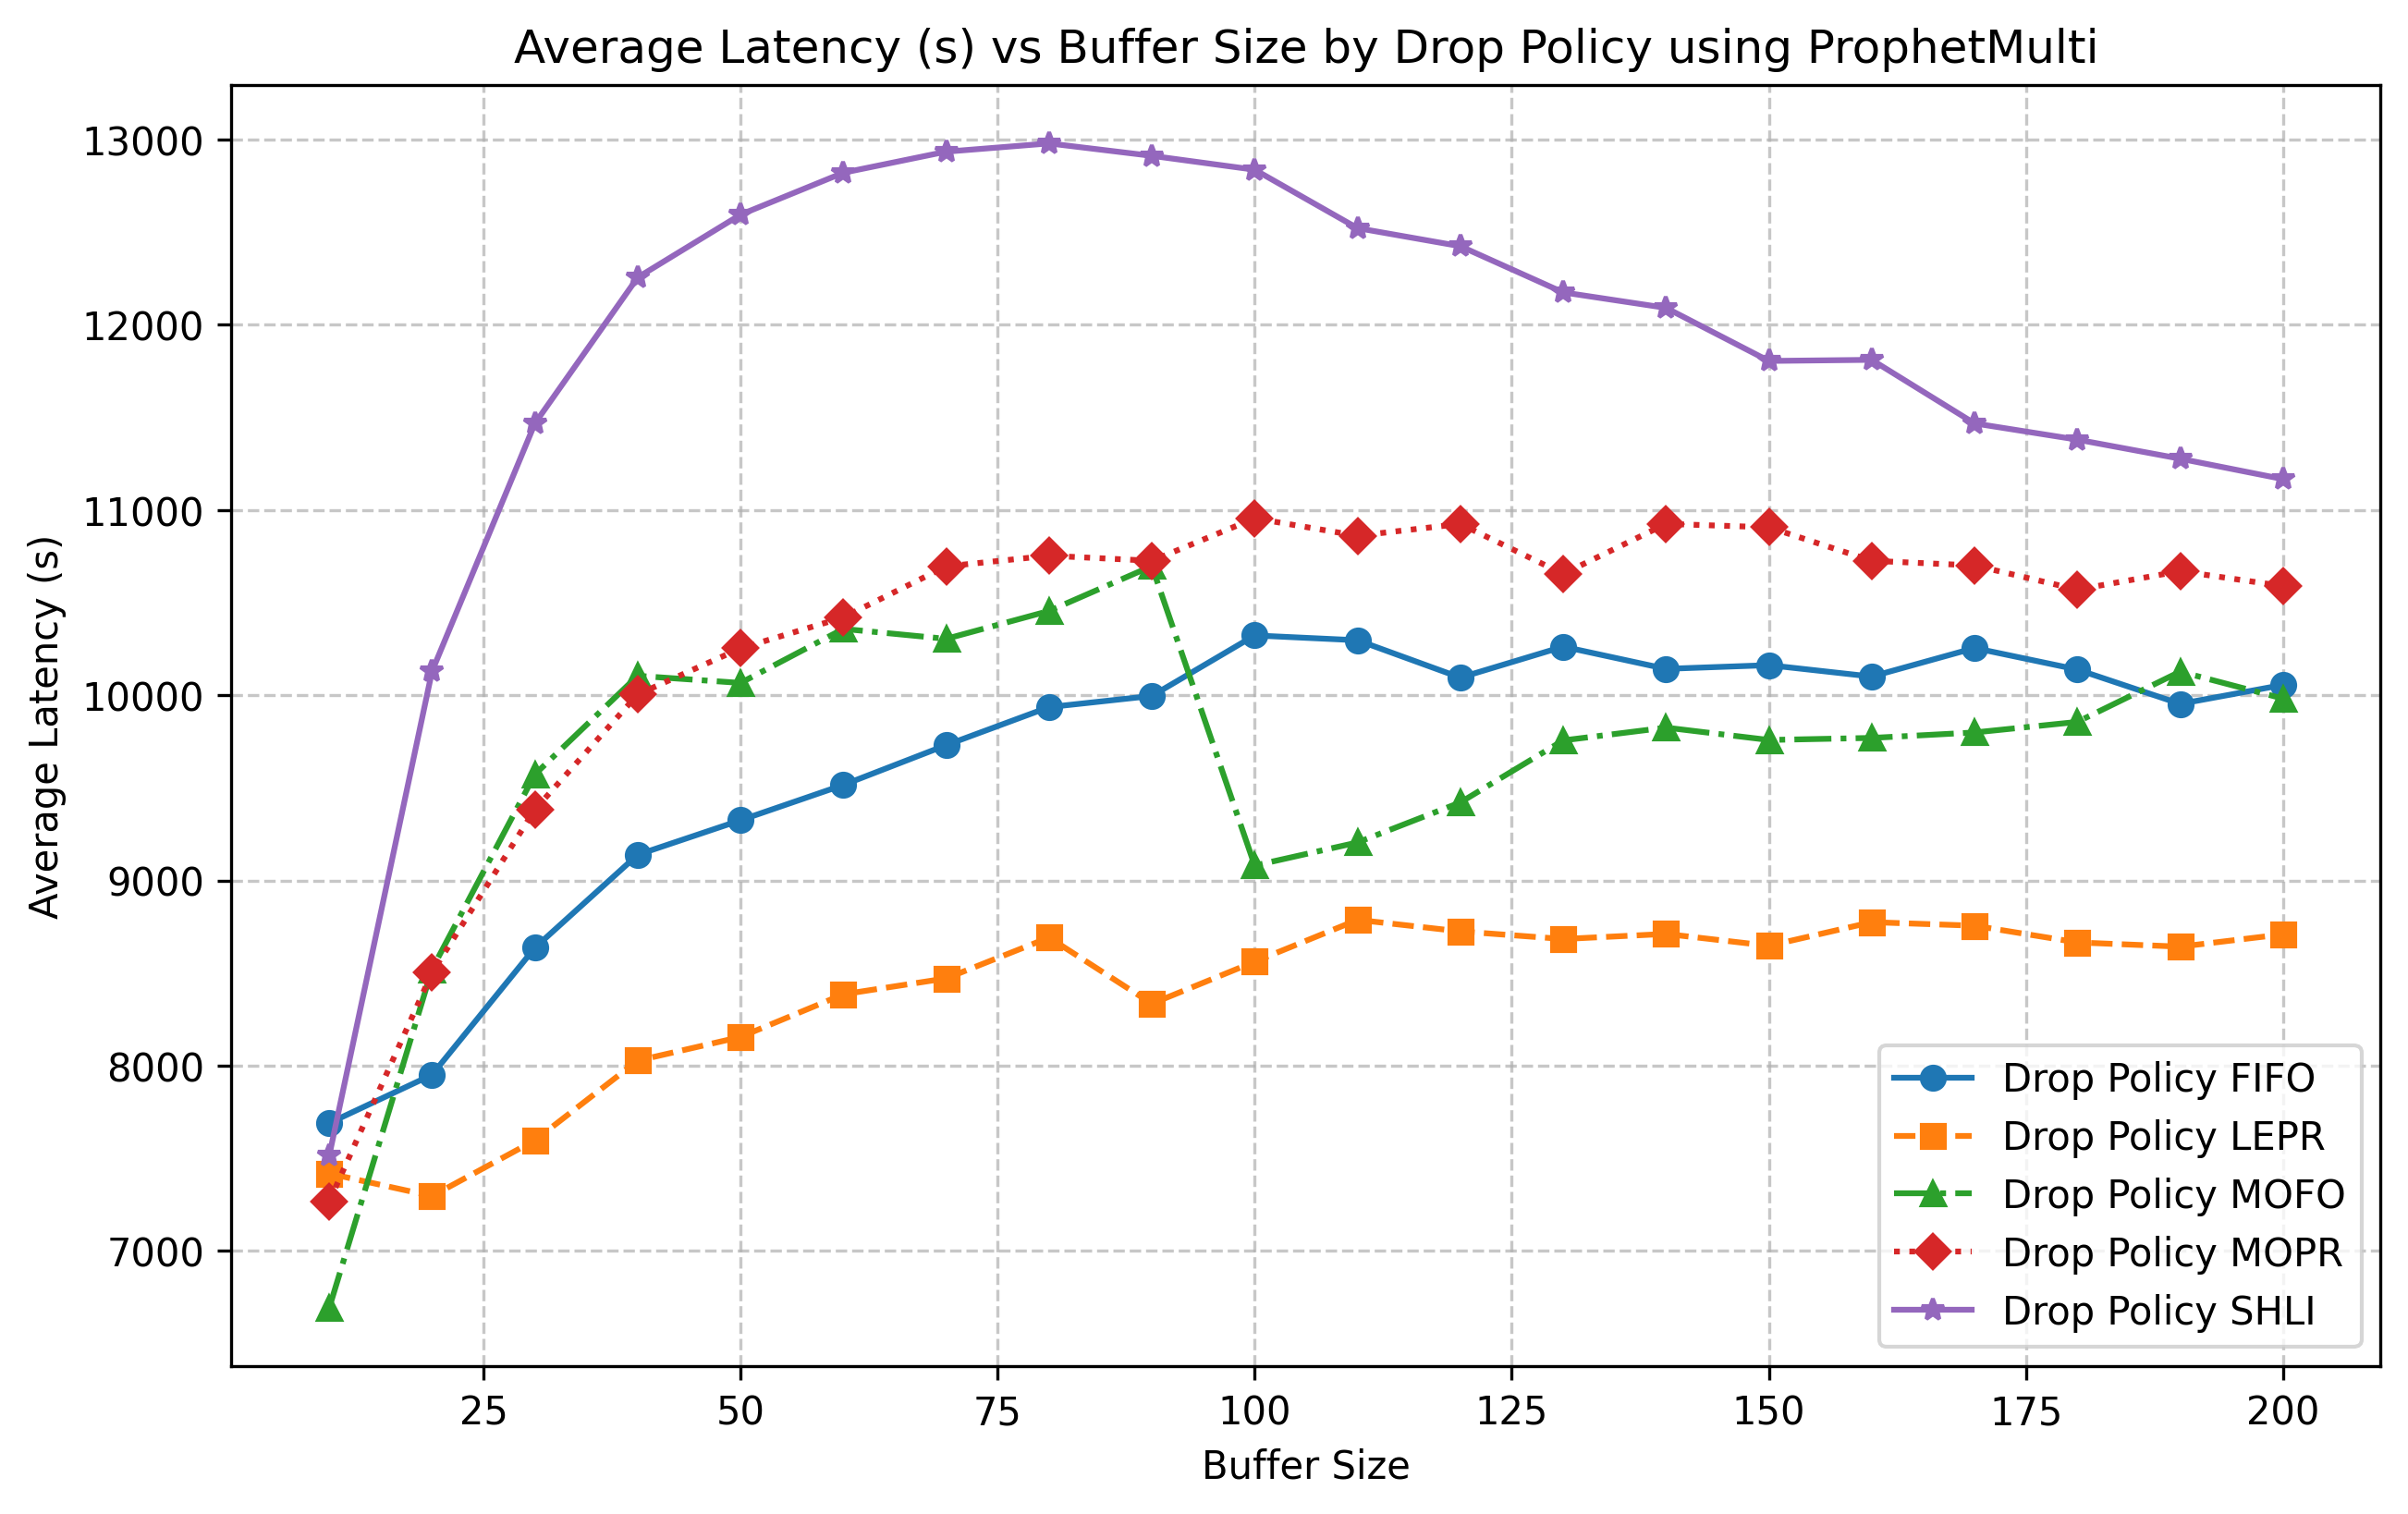 Average Latency (s) vs Buffer Size by Drop Policy using ProphetMulti
13000
12000
11000
10000
9000
8000
7000
Average Latency (s)
25 50 75 100 125 150 175 200
Buffer Size
Drop Policy FIFO
Drop Policy LEPR
Drop Policy MOFO
Drop Policy MOPR
Drop Policy SHLI